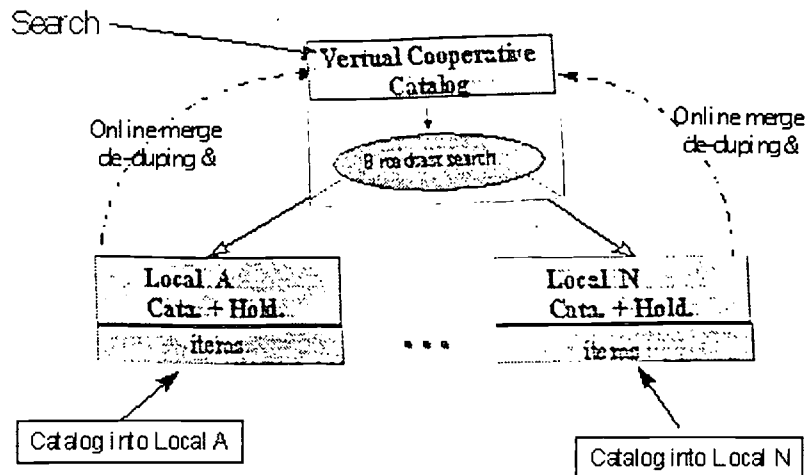 Search
Vertual Cooperative
Catalog
Online merge
de-duping &
Online merge
de-duping &
Broadcast search
Local A
Cata. + Hold.
items
Local N
Cata. + Hold.
items
...
Catalog into Local A
Catalog into Local N